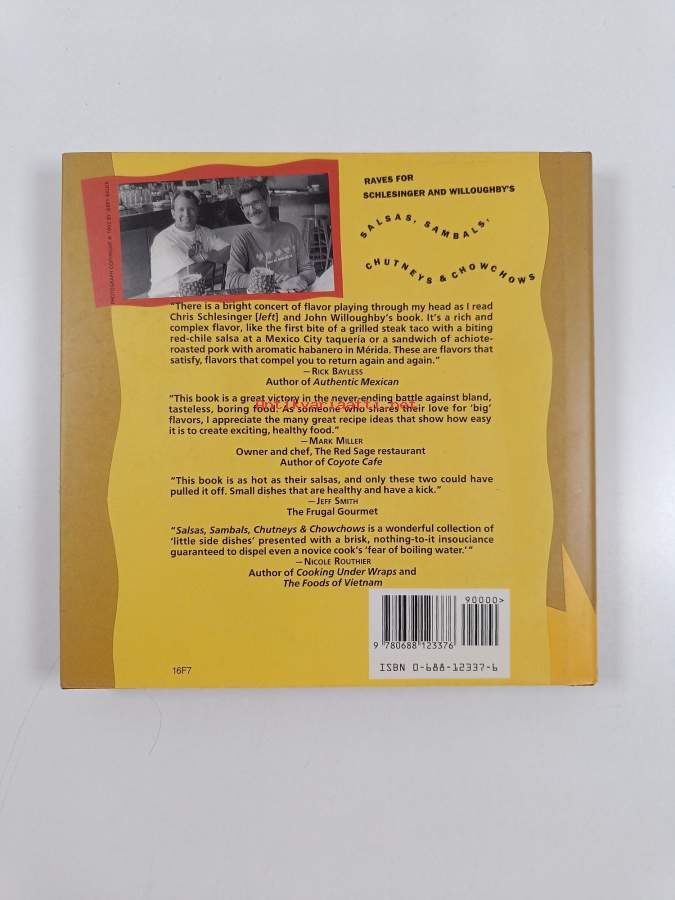 RAVES FOR
SCHLESINGER AND WILLOUGHBY'S
SALSAS, SAMBALS,
CHUTNEYS & CHOWCHOWS
"There is a bright concert of flavor playing through my head as I read
Chris Schlesinger [left] and John Willoughby's book. It's a rich and
complex flavor, like the first bite of a grilled steak taco with a biting
red-chile salsa at a Mexico City taquería or a sandwich of achiote-
roasted pork with aromatic habanero in Mérida. These are flavors that
satisfy, flavors that compel you to return again and again."
—RICK BAYLESS
Author of Authentic Mexican
"This book is a great victory in the never-ending battle against bland,
tasteless, boring food. As someone who shares their love for 'big'
flavors, I appreciate the many great recipe ideas that show how easy
it is to create exciting, healthy food."
—MARK MILLER
Owner and chef, The Red Sage restaurant
Author of Coyote Cafe
"This book is as hot as their salsas, and only these two could have
pulled it off. Small dishes that are healthy and have a kick."
—JEFF SMITH
The Frugal Gourmet
"Salsas, Sambals, Chutneys & Chowchows is a wonderful collection of
'little side dishes' presented with a brisk, nothing-to-it insouciance
guaranteed to dispel even a novice cook's 'fear of boiling water.'"
—NICOLE ROUTHIER
Author of Cooking Under Wraps and
The Foods of Vietnam
90000>
9 780688 123376
ISBN 0-688-12337-6
16F7
Antikvariaatti.net